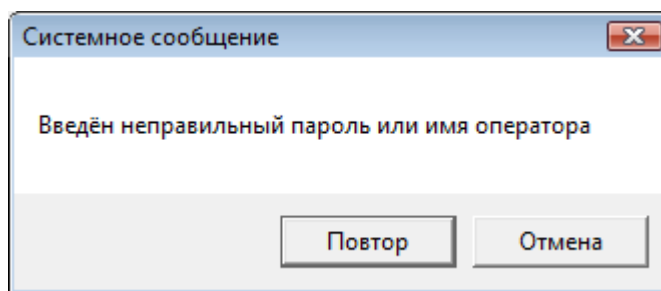 Системное сообщение
Введён неправильный пароль или имя оператора
Повтор
Отмена